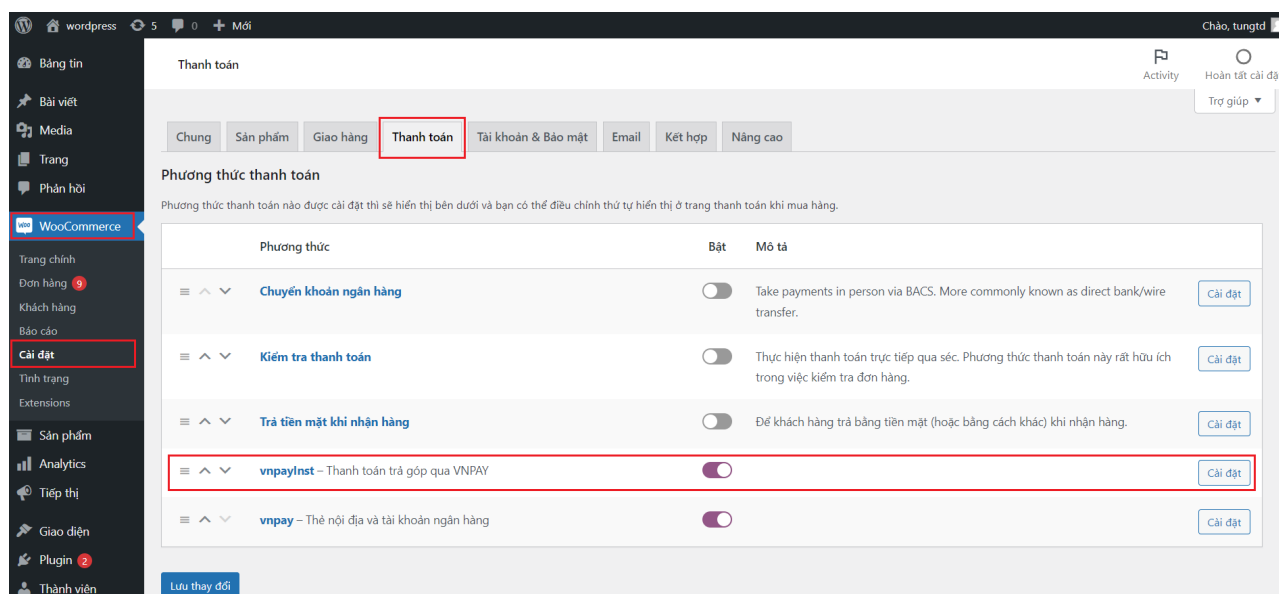 wordpress 5 0 + Mới Chào, tungtd
Bảng tin
Bài viết
Media
Trang
Phản hồi
WooCommerce
Trang chính
Đơn hàng 9
Khách hàng
Báo cáo
Cài đặt
Tình trạng
Extensions
Sản phẩm
Analytics
Tiếp thị
Giao diện
Plugin 2
Thành viên
Thanh toán
Activity
Hoàn tất cài đặ
Trợ giúp
Chung Sản phẩm Giao hàng Thanh toán Tài khoản & Bảo mật Email Kết hợp Nâng cao
Phương thức thanh toán
Phương thức thanh toán nào được cài đặt thì sẽ hiển thị bên dưới và bạn có thể điều chỉnh thứ tự hiển thị ở trang thanh toán khi mua hàng.
Phương thức Bật Mô tả
Chuyển khoản ngân hàng Take payments in person via BACS. More commonly known as direct bank/wire Cài đặt
transfer.
Kiểm tra thanh toán Thực hiện thanh toán trực tiếp qua séc. Phương thức thanh toán này rất hữu ích Cài đặt
trong việc kiểm tra đơn hàng.
Trả tiền mặt khi nhận hàng Để khách hàng trả bằng tiền mặt (hoặc bằng cách khác) khi nhận hàng. Cài đặt
vnpayInst – Thanh toán trả góp qua VNPAY Cài đặt
vnpay – Thẻ nội địa và tài khoản ngân hàng Cài đặt
Lưu thay đổi